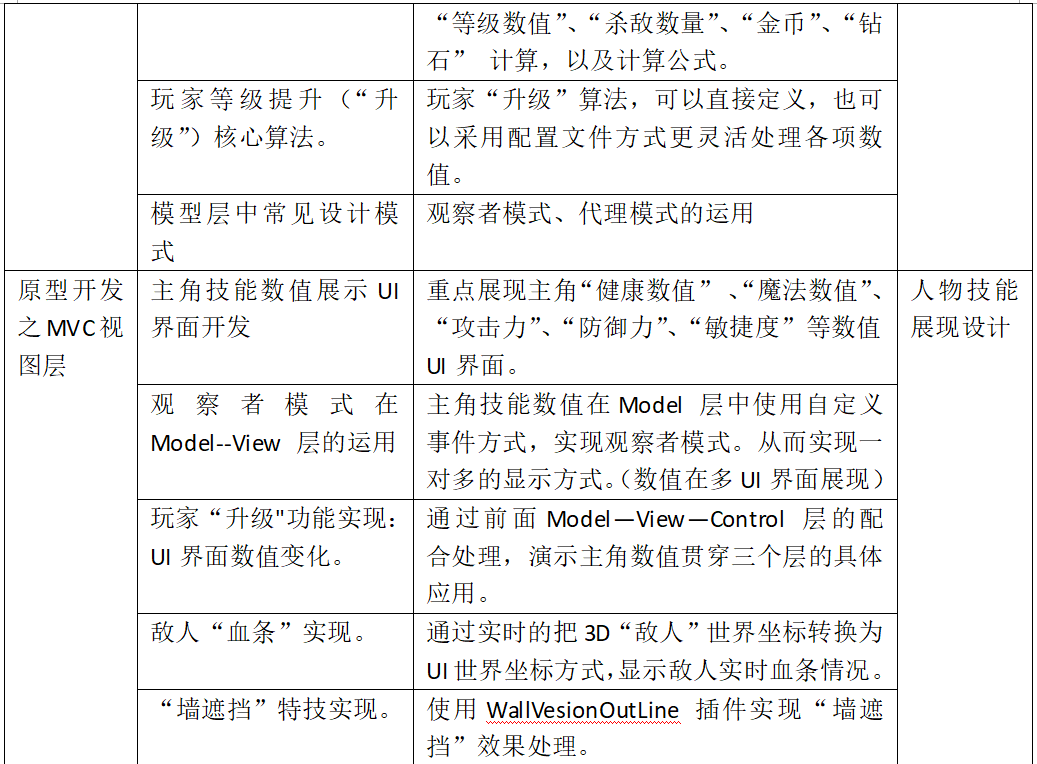 “等级数值”、“杀敌数量”、“金币”、“钻
石” 计算，以及计算公式。
玩家等级提升（“升
级”）核心算法。
玩家“升级”算法，可以直接定义，也可
以采用配置文件方式更灵活处理各项数
值。
模型层中常见设计模
式
观察者模式、代理模式的运用
原型开发
之 MVC 视
图层
主角技能数值展示 UI
界面开发
重点展现主角“健康数值” 、“魔法数值”、
“攻击力”、“防御力”、“敏捷度”等数值
UI 界面。
人物技能
展现设计
观察者模式在
Model--View 层的运用
主角技能数值在 Model 层中使用自定义
事件方式，实现观察者模式。从而实现一
对多的显示方式。（数值在多 UI 界面展现）
玩家“升级"功能实现：
UI 界面数值变化。
通过前面 Model—View—Control 层的配
合处理，演示主角数值贯穿三个层的具体
应用。
敌人“血条”实现。
通过实时的把 3D“敌人”世界坐标转换为
UI 世界坐标方式，显示敌人实时血条情况。
“墙遮挡”特技实现。
使用 WallVesionOutLine 插件实现“墙遮
挡”效果处理。